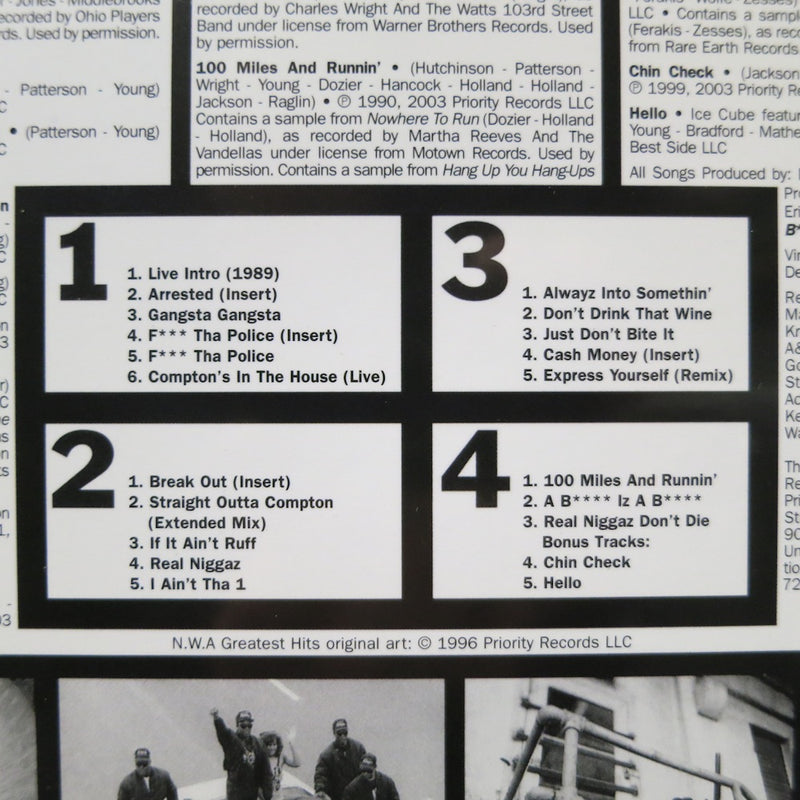 Jones - Middlebrooks
ecorded by Ohio Players
rds. Used by permission.
- Patterson - Young)
C
• (Patterson - Young)
C
recorded by Charles Wright And The Watts 103rd Street
Band under license from Warner Brothers Records. Used
by permission.
100 Miles And Runnin' • (Hutchinson - Patterson -
Wright - Young - Dozier - Hancock - Holland - Holland -
Jackson - Raglin) • ℗ 1990, 2003 Priority Records LLC
Contains a sample from Nowhere To Run (Dozier - Holland
- Holland), as recorded by Martha Reeves And The
Vandellas under license from Motown Records. Used by
permission. Contains a sample from Hang Up You Hang-Ups
LLC • Contains a sampl
(Ferakis - Zesses), as reco
from Rare Earth Records
Chin Check • (Jackson
℗ 1999, 2003 Priority Re
Hello • Ice Cube featur
Young - Bradford - Mathe
Best Side LLC
All Songs Produced by:
1
1. Live Intro (1989)
2. Arrested (Insert)
3. Gangsta Gangsta
4. F*** Tha Police (Insert)
5. F*** Tha Police
6. Compton's In The House (Live)
2
1. Break Out (Insert)
2. Straight Outta Compton
(Extended Mix)
3. If It Ain't Ruff
4. Real Niggaz
5. I Ain't Tha 1
3
1. Alwayz Into Somethin'
2. Don't Drink That Wine
3. Just Don't Bite It
4. Cash Money (Insert)
5. Express Yourself (Remix)
4
1. 100 Miles And Runnin'
2. A B**** Iz A B****
3. Real Niggaz Don't Die
Bonus Tracks:
4. Chin Check
5. Hello
N.W.A Greatest Hits original art: © 1996 Priority Records LLC